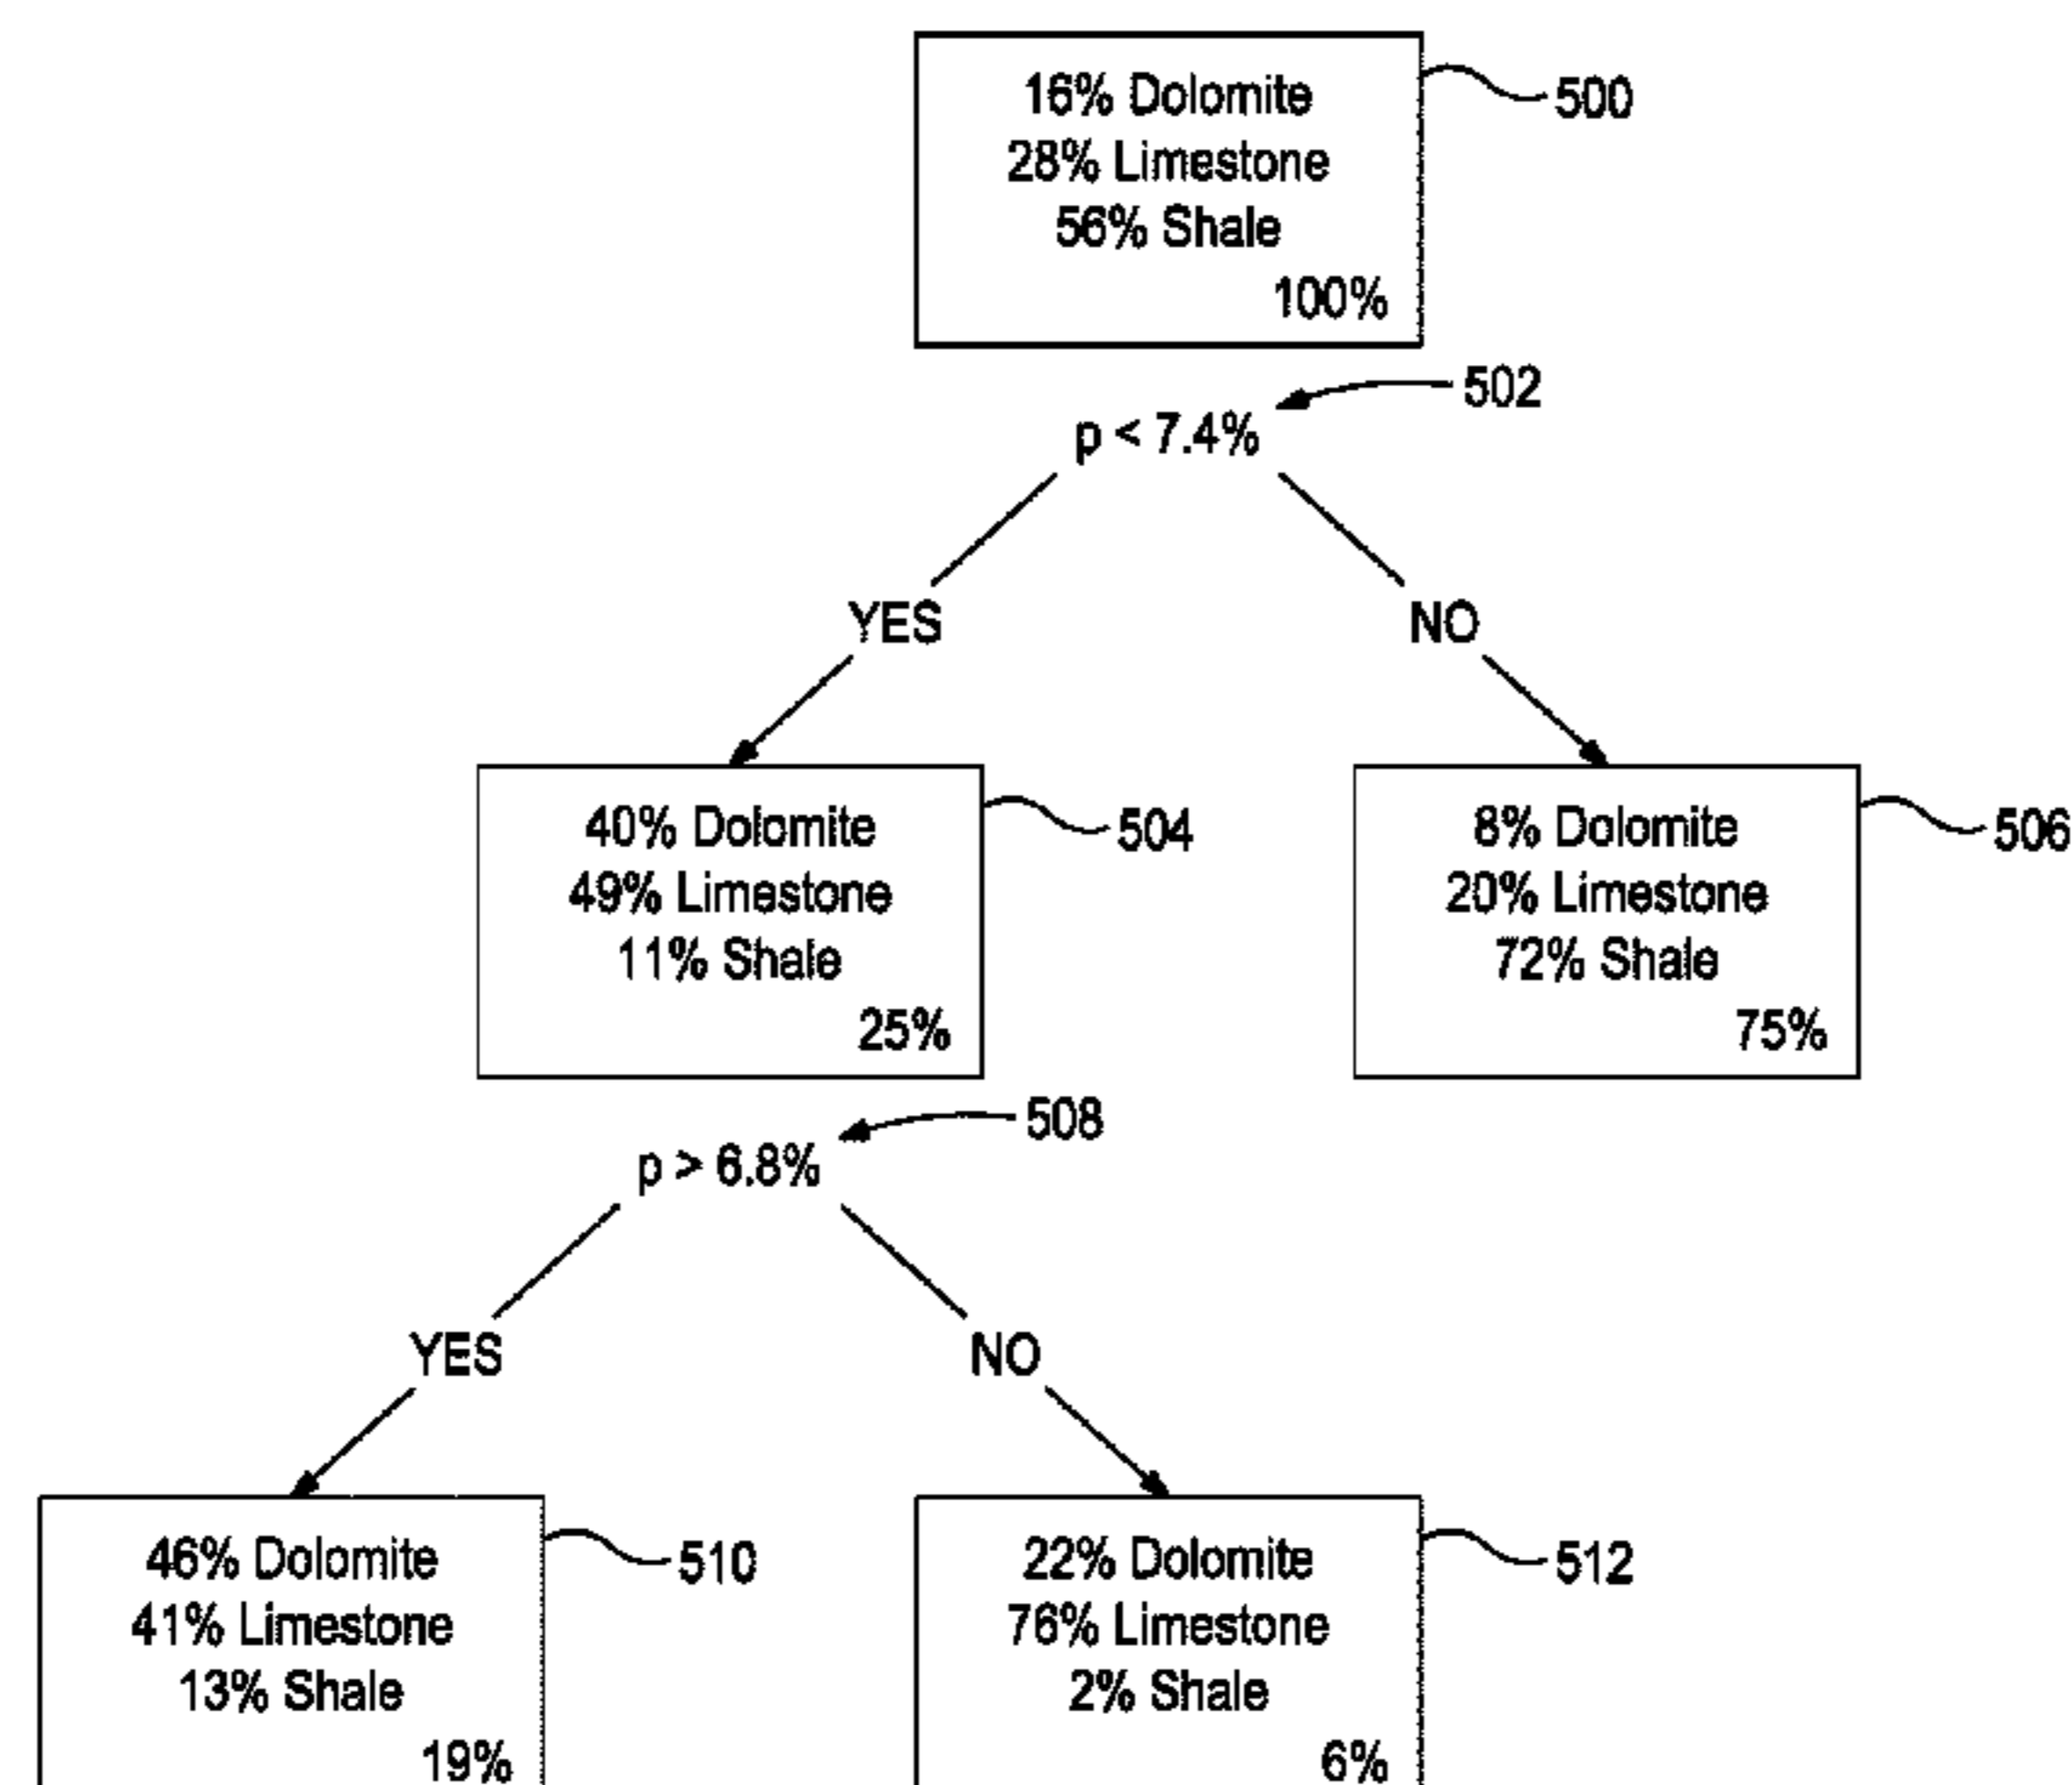 16% Dolomite
28% Limestone
56% Shale
100%
500
502
p < 7.4%
YES
NO
40% Dolomite
49% Limestone
11% Shale
25%
504
8% Dolomite
20% Limestone
72% Shale
75%
506
508
p > 6.8%
YES
NO
46% Dolomite
41% Limestone
13% Shale
19%
510
22% Dolomite
76% Limestone
2% Shale
6%
512